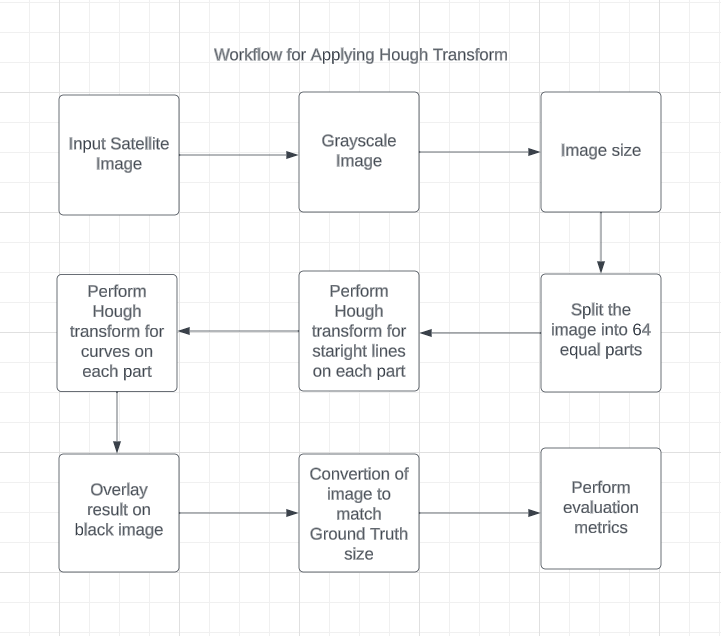 Workflow for Applying Hough Transform
Input Satellite
Image
Grayscale
Image
Image size
Split the
image into 64
equal parts
Perform
Hough
transform for
staright lines
on each part
Perform
Hough
transform for
curves on
each part
Overlay
result on
black image
Convertion of
image to
match
Ground Truth
size
Perform
evaluation
metrics